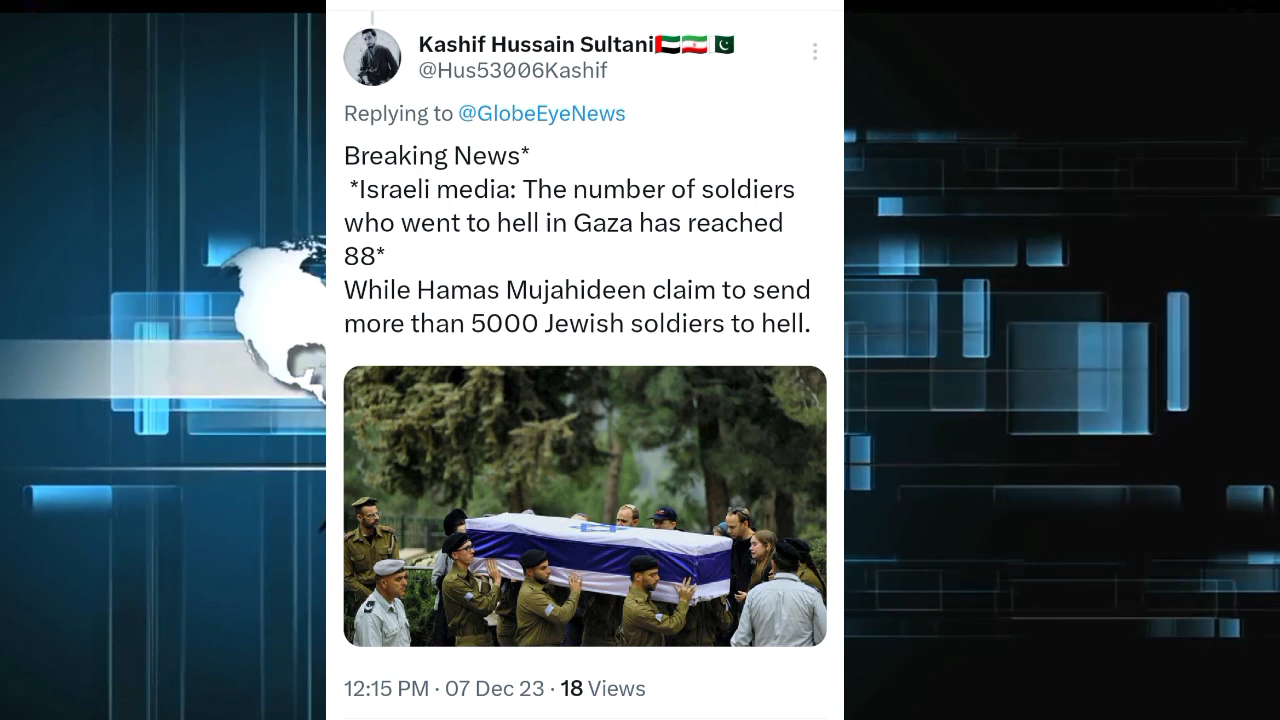 Kashif Hussain Sultani🇦🇪🇮🇷🇵🇰
@Hus53006Kashif
Replying to @GlobeEyeNews
Breaking News*
*Israeli media: The number of soldiers
who went to hell in Gaza has reached
88*
While Hamas Mujahideen claim to send
more than 5000 Jewish soldiers to hell.
12:15 PM · 07 Dec 23 · 18 Views